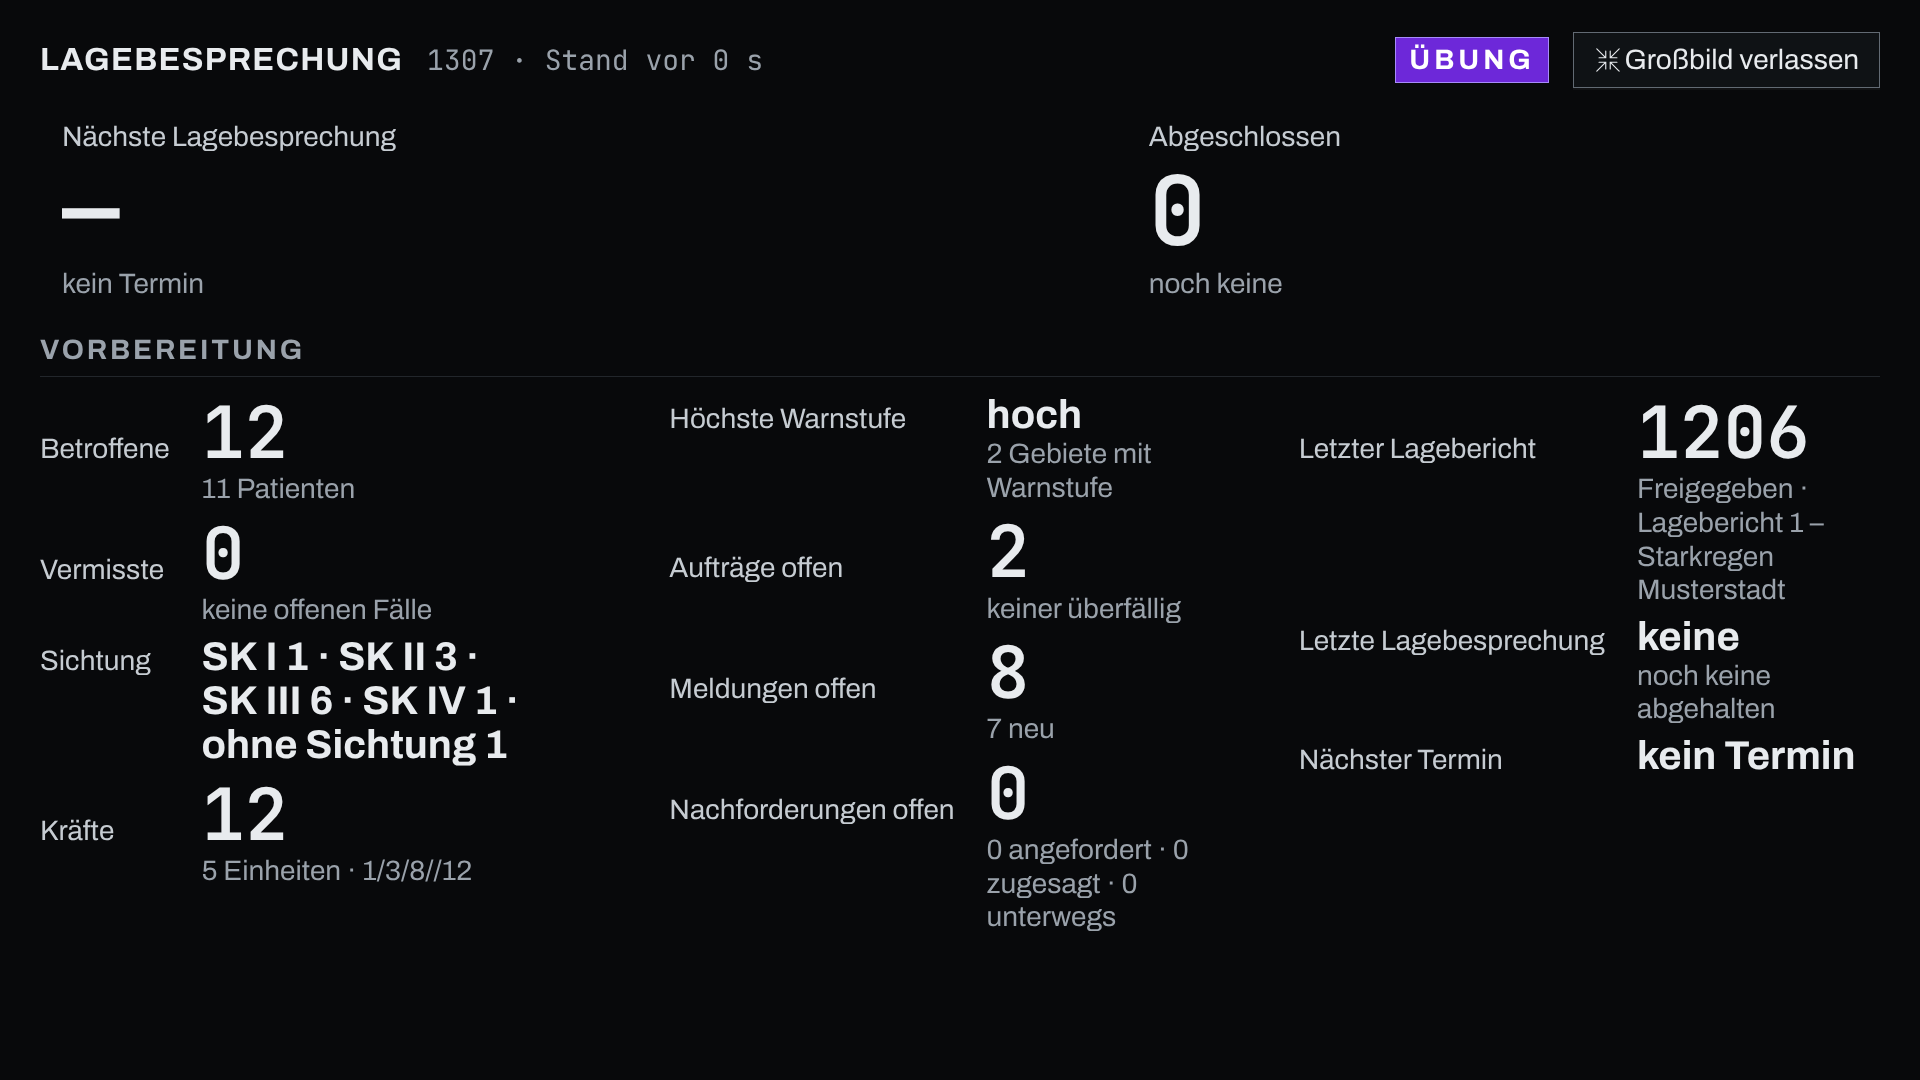 LAGEBESPRECHUNG 1307 · Stand vor 0 s
ÜBUNG
Großbild verlassen
Nächste Lagebesprechung
—
kein Termin
Abgeschlossen
0
noch keine
VORBEREITUNG
Betroffene 12
11 Patienten
Vermisste 0
keine offenen Fälle
Sichtung SK I 1 · SK II 3 ·
SK III 6 · SK IV 1 ·
ohne Sichtung 1
Kräfte 12
5 Einheiten · 1/3/8//12
Höchste Warnstufe hoch
2 Gebiete mit
Warnstufe
Aufträge offen 2
keiner überfällig
Meldungen offen 8
7 neu
Nachforderungen offen 0
0 angefordert · 0
zugesagt · 0
unterwegs
Letzter Lagebericht 1206
Freigegeben ·
Lagebericht 1 –
Starkregen
Musterstadt
Letzte Lagebesprechung keine
noch keine
abgehalten
Nächster Termin kein Termin